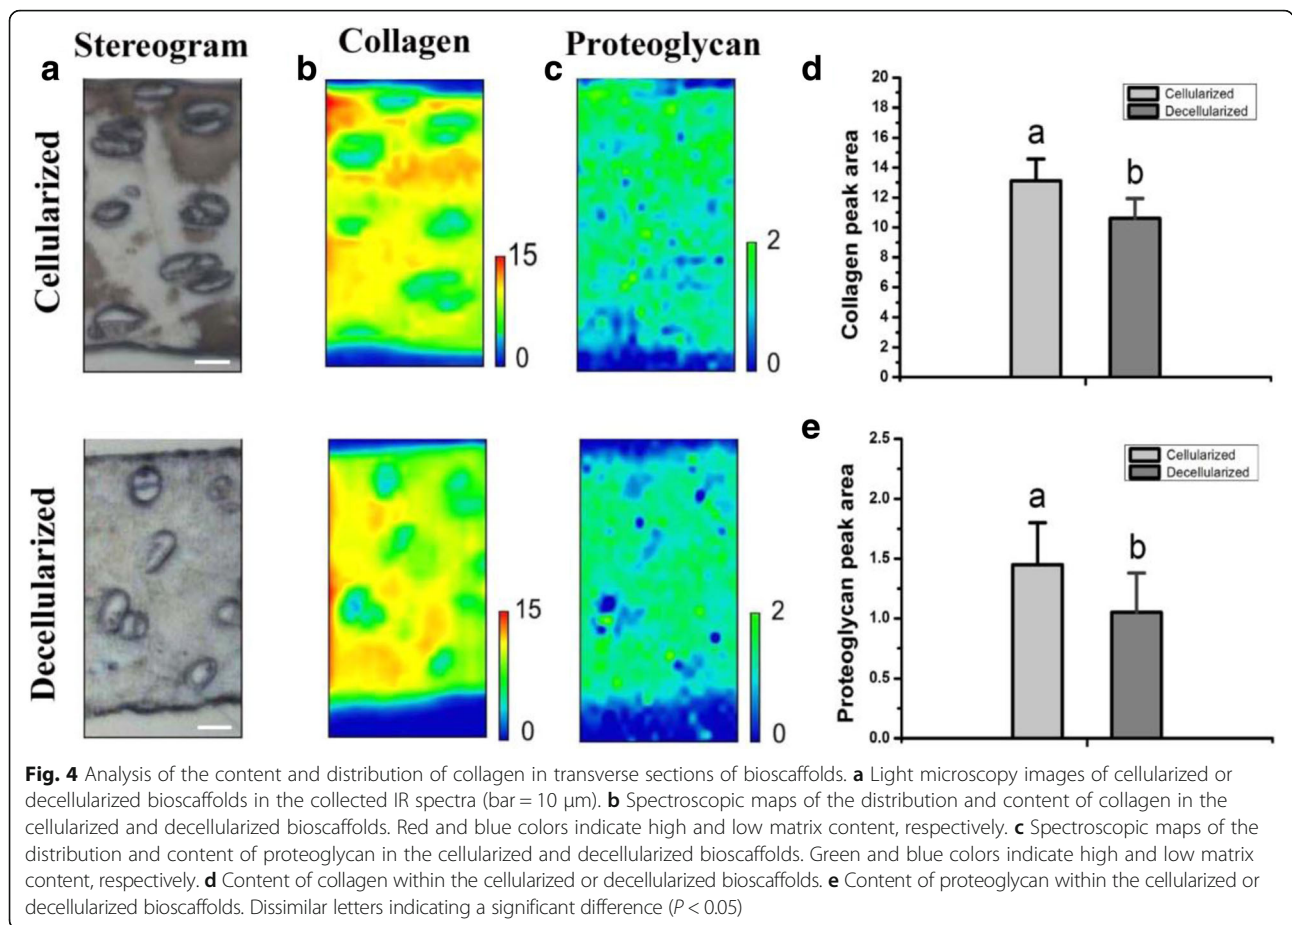 a
Stereogram
b
Collagen
c
Proteoglycan
Cellularized
15
0
2
0
Decellularized
15
0
2
0
d
20
18
16
14
12
10
8
6
4
2
0
Collagen peak area
Cellularized
Decellularized
a
b
e
2.5
2.0
1.5
1.0
0.5
0.0
Proteoglycan peak area
Cellularized
Decellularized
a
b
Fig. 4 Analysis of the content and distribution of collagen in transverse sections of bioscaffolds. a Light microscopy images of cellularized or
decellularized bioscaffolds in the collected IR spectra (bar = 10 μm). b Spectroscopic maps of the distribution and content of collagen in the
cellularized and decellularized bioscaffolds. Red and blue colors indicate high and low matrix content, respectively. c Spectroscopic maps of the
distribution and content of proteoglycan in the cellularized and decellularized bioscaffolds. Green and blue colors indicate high and low matrix
content, respectively. d Content of collagen within the cellularized or decellularized bioscaffolds. e Content of proteoglycan within the cellularized or
decellularized bioscaffolds. Dissimilar letters indicating a significant difference (P < 0.05)